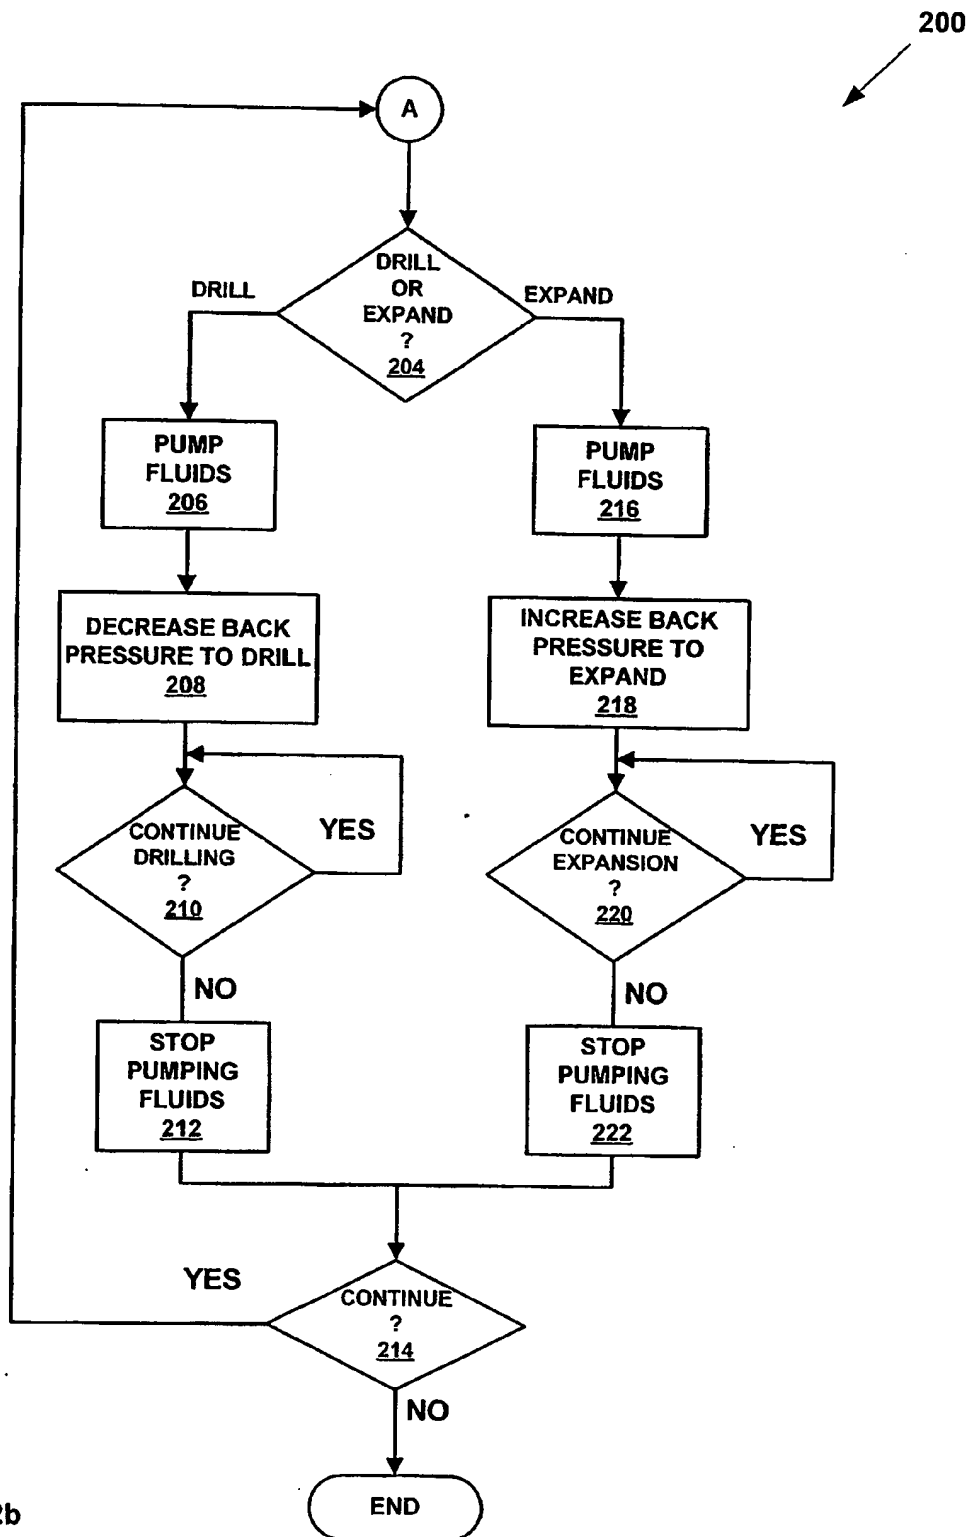 200
A
DRILL
OR
EXPAND
?
204
DRILL
EXPAND
PUMP
FLUIDS
206
PUMP
FLUIDS
216
DECREASE BACK
PRESSURE TO DRILL
208
INCREASE BACK
PRESSURE TO
EXPAND
218
CONTINUE
DRILLING
?
210
YES
CONTINUE
EXPANSION
?
220
YES
NO
NO
STOP
PUMPING
FLUIDS
212
STOP
PUMPING
FLUIDS
222
YES
CONTINUE
?
214
NO
END
2b